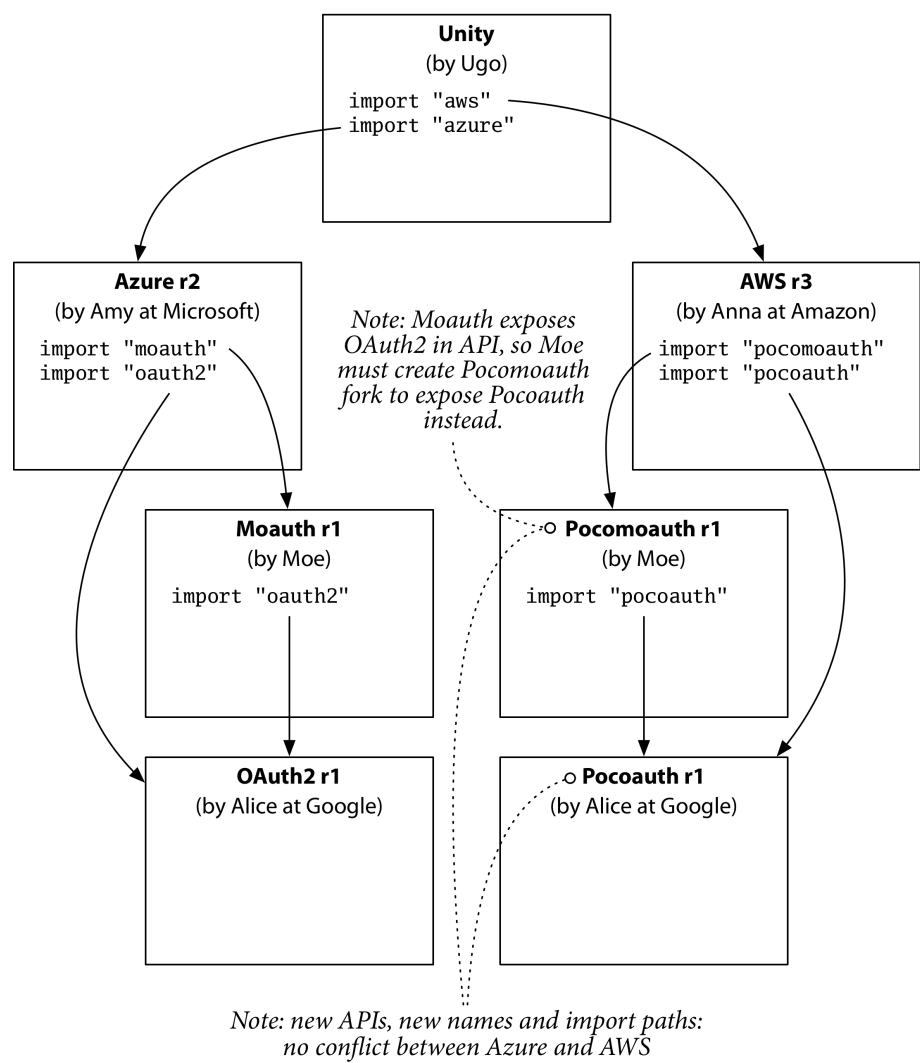 Unity
(by Ugo)
import "aws"
import "azure"
Azure r2
(by Amy at Microsoft)
import "moauth"
import "oauth2"
Note: Moauth exposes
OAuth2 in API, so Moe
must create Pocomoauth
fork to expose Pocoauth
instead.
AWS r3
(by Anna at Amazon)
import "pocomoauth"
import "pocoauth"
Moauth r1
(by Moe)
import "oauth2"
Pocomoauth r1
(by Moe)
import "pocoauth"
OAuth2 r1
(by Alice at Google)
Pocoauth r1
(by Alice at Google)
Note: new APIs, new names and import paths:
no conflict between Azure and AWS